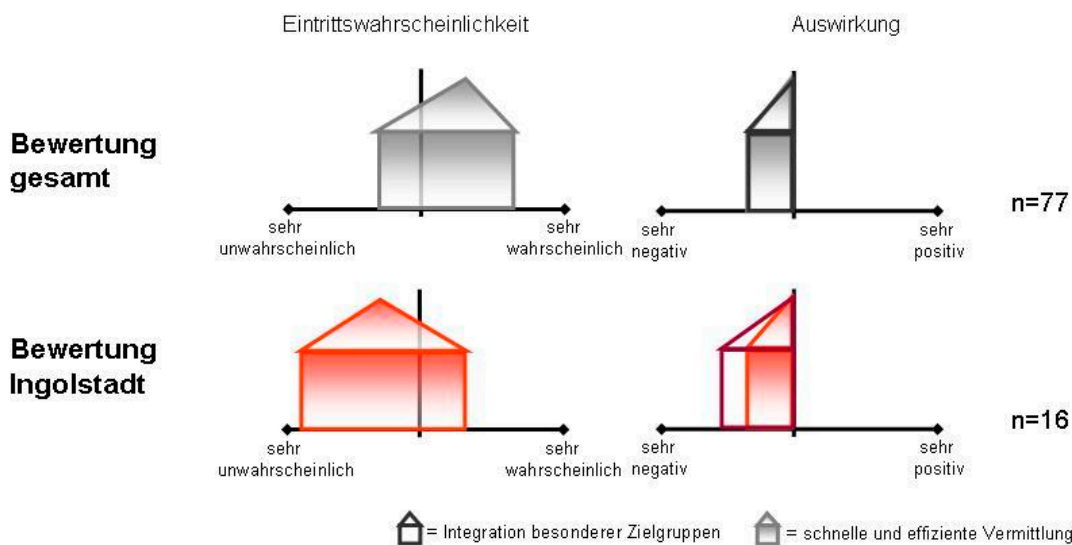 Eintrittswahrscheinlichkeit
Auswirkung
Bewertung
gesamt
sehr
unwahrscheinlich
sehr
wahrscheinlich
sehr
negativ
sehr
positiv
n=77
Bewertung
Ingolstadt
sehr
unwahrscheinlich
sehr
wahrscheinlich
sehr
negativ
sehr
positiv
n=16
= Integration besonderer Zielgruppen
= schnelle und effiziente Vermittlung